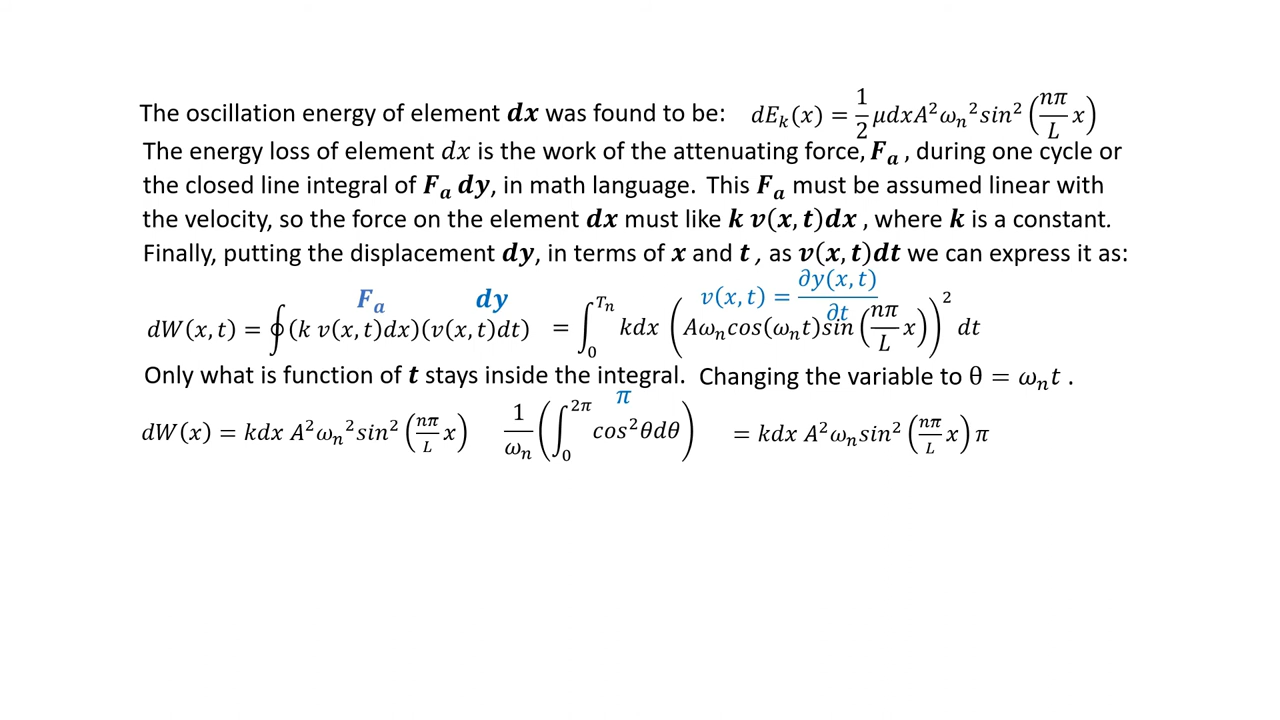 The oscillation energy of element dx was found to be: dE_k(x) = 1/2 μdxA²ω_n²sin²(nπ/L x)
The energy loss of element dx is the work of the attenuating force, F_a , during one cycle or
the closed line integral of F_a dy, in math language. This F_a must be assumed linear with
the velocity, so the force on the element dx must like k v(x, t)dx , where k is a constant.
Finally, putting the displacement dy, in terms of x and t , as v(x, t)dt we can express it as:
F_a dy v(x, t) = ∂y(x, t)/∂t
dW(x, t) = ∮(k v(x, t)dx)(v(x, t)dt) = ∫_0^{T_n} kdx (Aω_n cos(ω_n t)sin(nπ/L x))² dt
Only what is function of t stays inside the integral. Changing the variable to θ = ω_n t .
π
dW(x) = kdx A²ω_n²sin²(nπ/L x) 1/ω_n (∫_0^{2π} cos²θdθ) = kdx A²ω_n sin²(nπ/L x) π